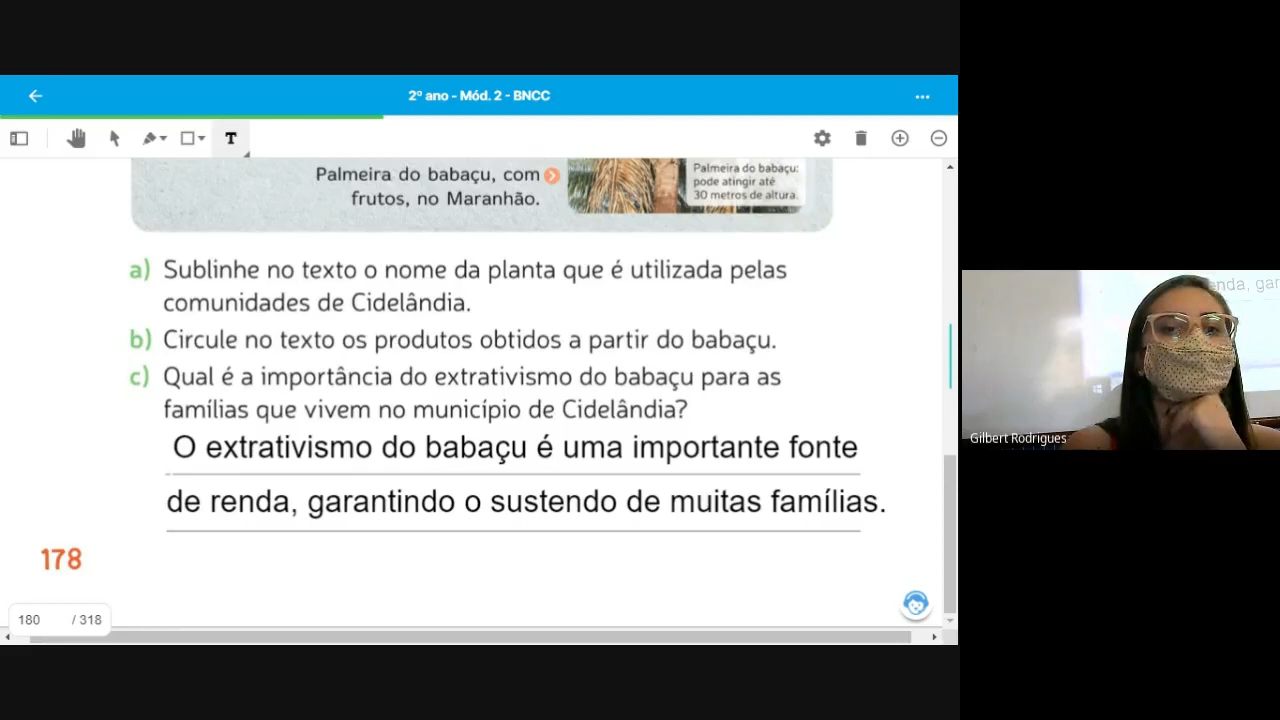 2º ano - Mód. 2 - BNCC
T
Palmeira do babaçu, com
frutos, no Maranhão.
Palmeira do babaçu:
pode atingir até
30 metros de altura.
a) Sublinhe no texto o nome da planta que é utilizada pelas
comunidades de Cidelândia.
b) Circule no texto os produtos obtidos a partir do babaçu.
c) Qual é a importância do extrativismo do babaçu para as
famílias que vivem no município de Cidelândia?
O extrativismo do babaçu é uma importante fonte
de renda, garantindo o sustendo de muitas famílias.
178
180 / 318
enda, gar
Gilbert Rodrigues